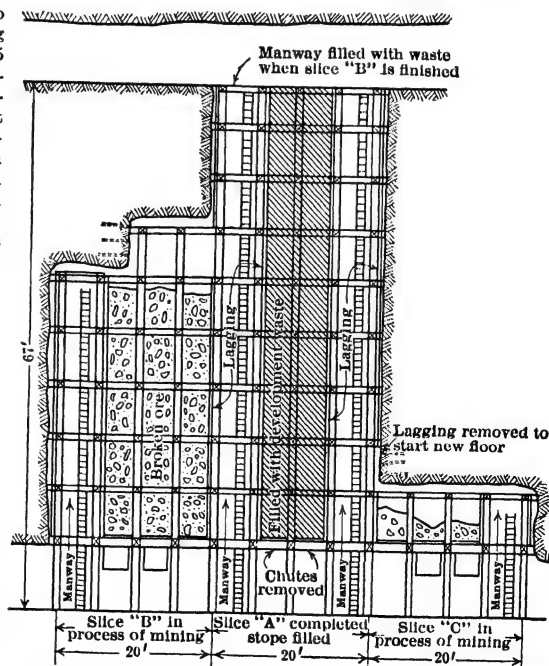 Manway filled with waste
when slice "B" is finished
67'
Lagging
Lagging
Broken ore
Filled with development waste
Lagging removed to
start new floor
Manway
Manway
Chutes
removed
Manway
Manway
Slice "B" in
process of mining
20'
Slice "A" completed
stope filled
20'
Slice "C" in
process of mining
20'